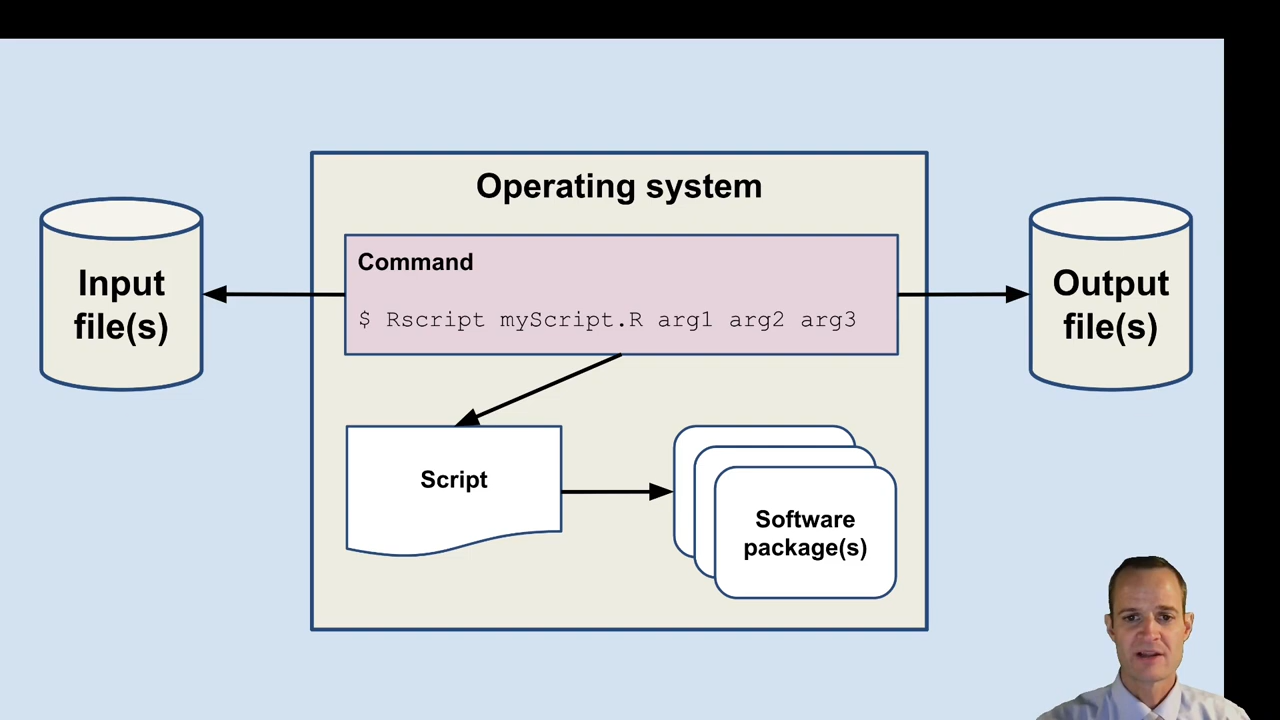 Operating system
Input
file(s)
Command
$ Rscript myScript.R arg1 arg2 arg3
Output
file(s)
Script
Software
package(s)